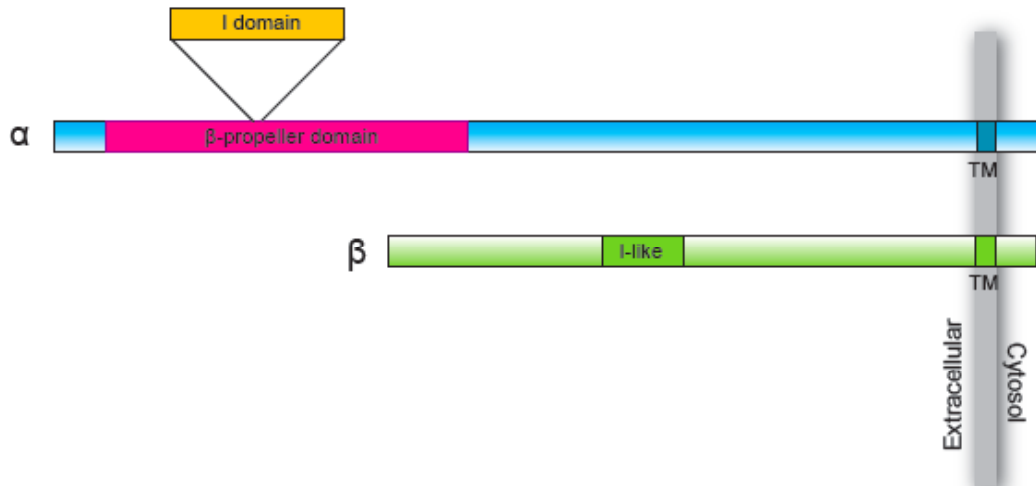 I domain
α
β-propeller domain
TM
β
I-like
TM
Extracellular
Cytosol